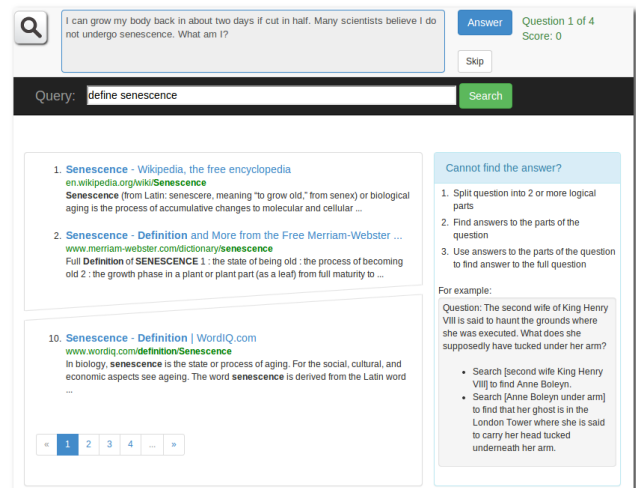 I can grow my body back in about two days if cut in half. Many scientists believe I do
not undergo senescence. What am I?
Answer
Question 1 of 4
Score: 0
Skip
Query:
define senescence
Search
1. Senescence - Wikipedia, the free encyclopedia
en.wikipedia.org/wiki/Senescence
Senescence (from Latin: senescere, meaning "to grow old," from senex) or biological
aging is the process of accumulative changes to molecular and cellular ...
2. Senescence - Definition and More from the Free Merriam-Webster ...
www.merriam-webster.com/dictionary/senescence
Full Definition of SENESCENCE 1 : the state of being old : the process of becoming
old 2 : the growth phase in a plant or plant part (as a leaf) from full maturity to ...
10. Senescence - Definition | WordIQ.com
www.wordiq.com/definition/Senescence
In biology, senescence is the state or process of aging. For the social, cultural, and
economic aspects see ageing. The word senescence is derived from the Latin word
...
« 1 2 3 4 ... »
Cannot find the answer?
1. Split question into 2 or more logical
parts
2. Find answers to the parts of the
question
3. Use answers to the parts of the question
to find answer to the full question
For example:
Question: The second wife of King Henry
VIII is said to haunt the grounds where
she was executed. What does she
supposedly have tucked under her arm?
• Search [second wife King Henry
VIII] to find Anne Boleyn.
• Search [Anne Boleyn under arm]
to find that her ghost is in the
London Tower where she is said
to carry her head tucked
underneath her arm.